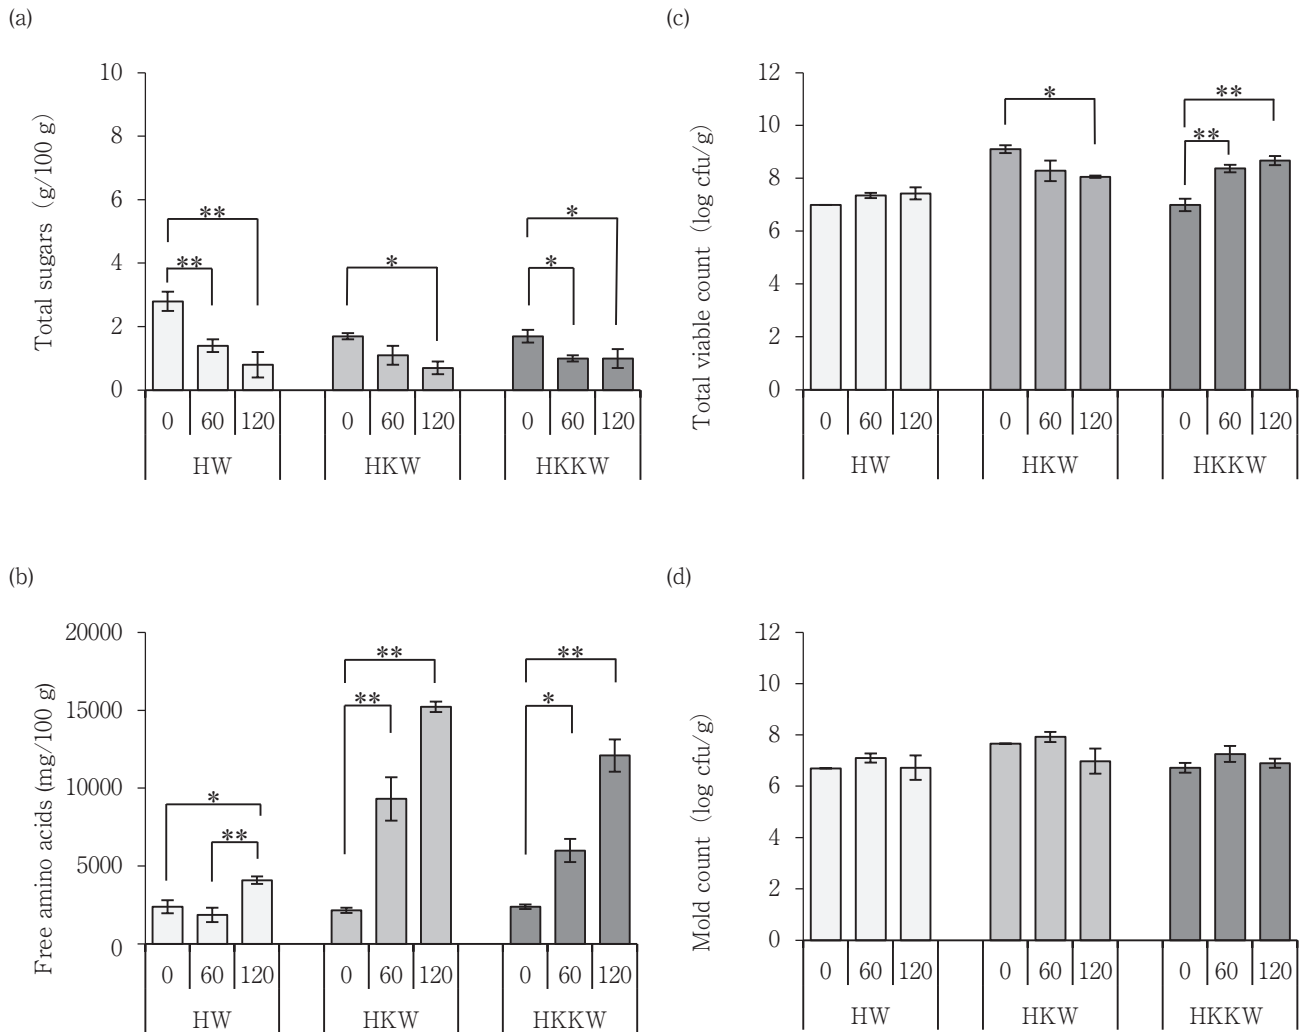 (a)
Total sugars (g/100 g)
10
8
6
4
2
0
**
**
*
*
*
0 60 120 0 60 120 0 60 120
HW HKW HKKW
(c)
Total viable count (log cfu/g)
12
10
8
6
4
2
0
*
**
**
0 60 120 0 60 120 0 60 120
HW HKW HKKW
(b)
Free amino acids (mg/100 g)
20000
15000
10000
5000
0
*
**
**
**
**
*
0 60 120 0 60 120 0 60 120
HW HKW HKKW
(d)
Mold count (log cfu/g)
12
10
8
6
4
2
0
0 60 120 0 60 120 0 60 120
HW HKW HKKW